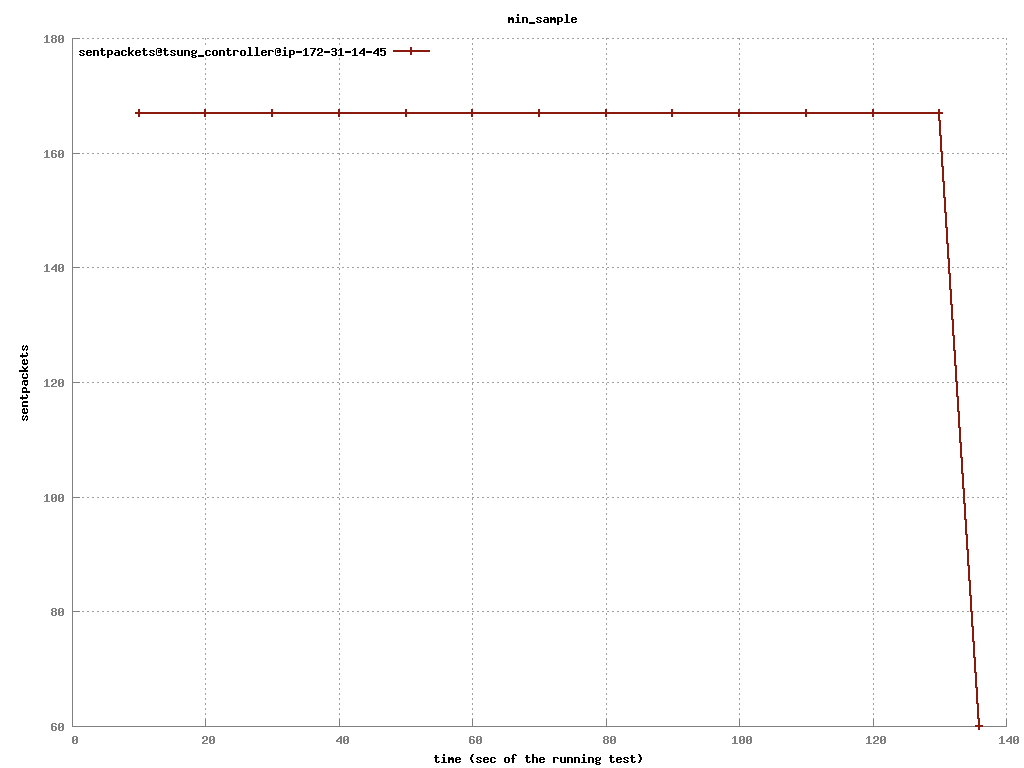 min_sample
180
sentpackets@tsung_controller@ip-172-31-14-45
160
140
120
100
80
60
sentpackets
0 20 40 60 80 100 120 140
time (sec of the running test)